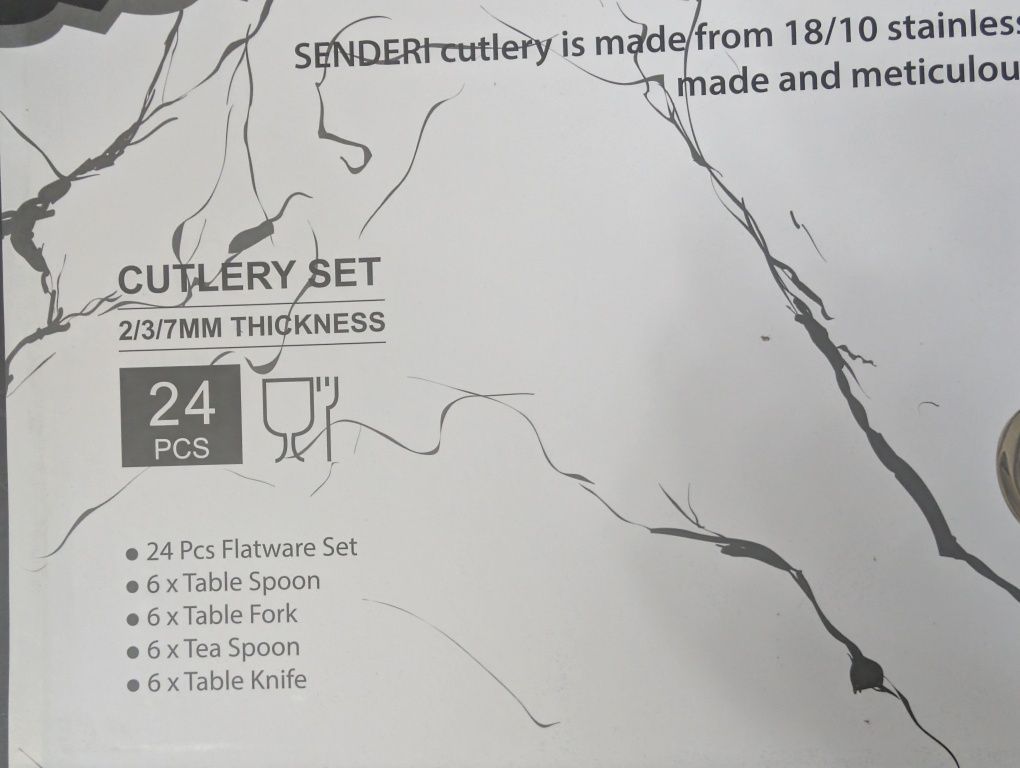 SENDERI cutlery is made from 18/10 stainless
made and meticulou
CUTLERY SET
2/3/7MM THICKNESS
24
PCS
● 24 Pcs Flatware Set
● 6 x Table Spoon
● 6 x Table Fork
● 6 x Tea Spoon
● 6 x Table Knife